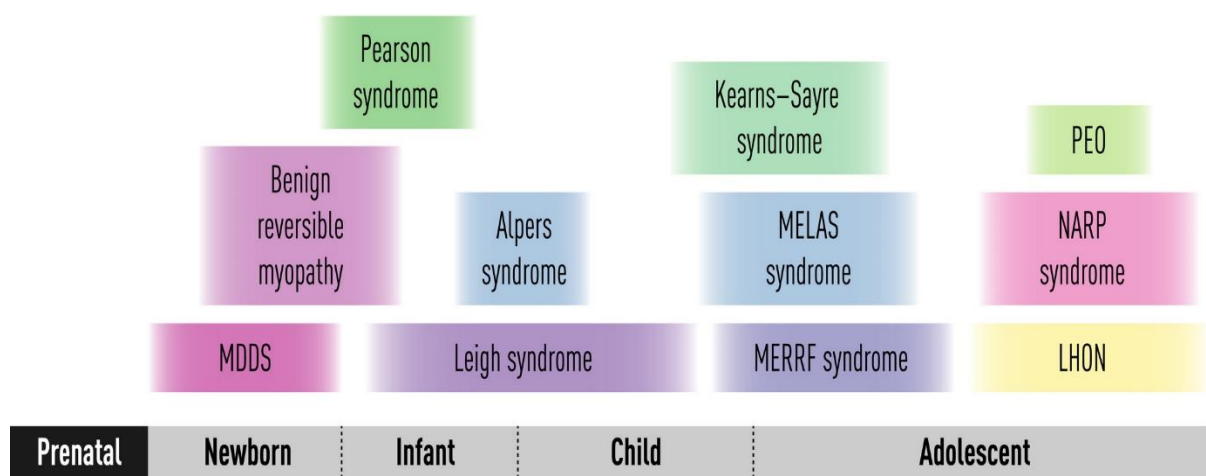 Pearson
syndrome
Kearns–Sayre
syndrome
PEO
Benign
reversible
myopathy
Alpers
syndrome
MELAS
syndrome
NARP
syndrome
MDDS
Leigh syndrome
MERRF syndrome
LHON
Prenatal
Newborn
Infant
Child
Adolescent